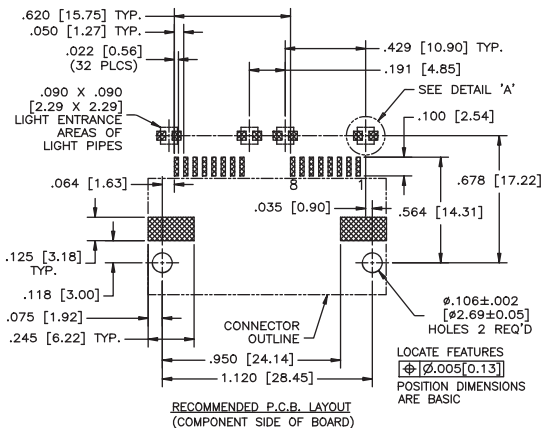 .620 [15.75] TYP.
.050 [1.27] TYP.
.022 [0.56]
(32 PLCS)
.429 [10.90] TYP.
.191 [4.85]
.090 X .090
[2.29 X 2.29]
LIGHT ENTRANCE
AREAS OF
LIGHT PIPES
SEE DETAIL 'A'
.100 [2.54]
8
1
.064 [1.63]
.678 [17.22]
.035 [0.90]
.564 [14.31]
.125 [3.18]
TYP.
.118 [3.00]
.075 [1.92]
.245 [6.22] TYP.
CONNECTOR
OUTLINE
ø.106±.002
[ø2.69±0.05]
HOLES 2 REQ'D
.950 [24.14]
1.120 [28.45]
LOCATE FEATURES
⌖ Ø.005[0.13]
POSITION DIMENSIONS
ARE BASIC
RECOMMENDED P.C.B. LAYOUT
(COMPONENT SIDE OF BOARD)